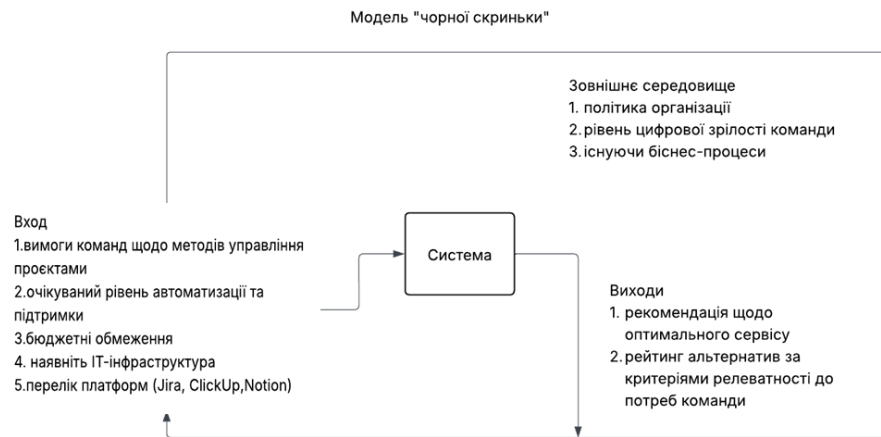 Модель "чорної скриньки"
Зовнішнє середовище
1. політика організації
2.рівень цифрової зрілості команди
3.існуючи біснес-процеси
Вход
1.вимоги команд щодо методів управління
проєктами
2.очікуваний рівень автоматизації та
підтримки
3.бюджетні обмеження
4. наявніть ІТ-інфраструктура
5.перелік платформ (Jira, ClickUp,Notion)
Система
Виходи
1. рекомендація щодо
оптимального сервісу
2. рейтинг альтернатив за
критеріями релеватності до
потреб команди